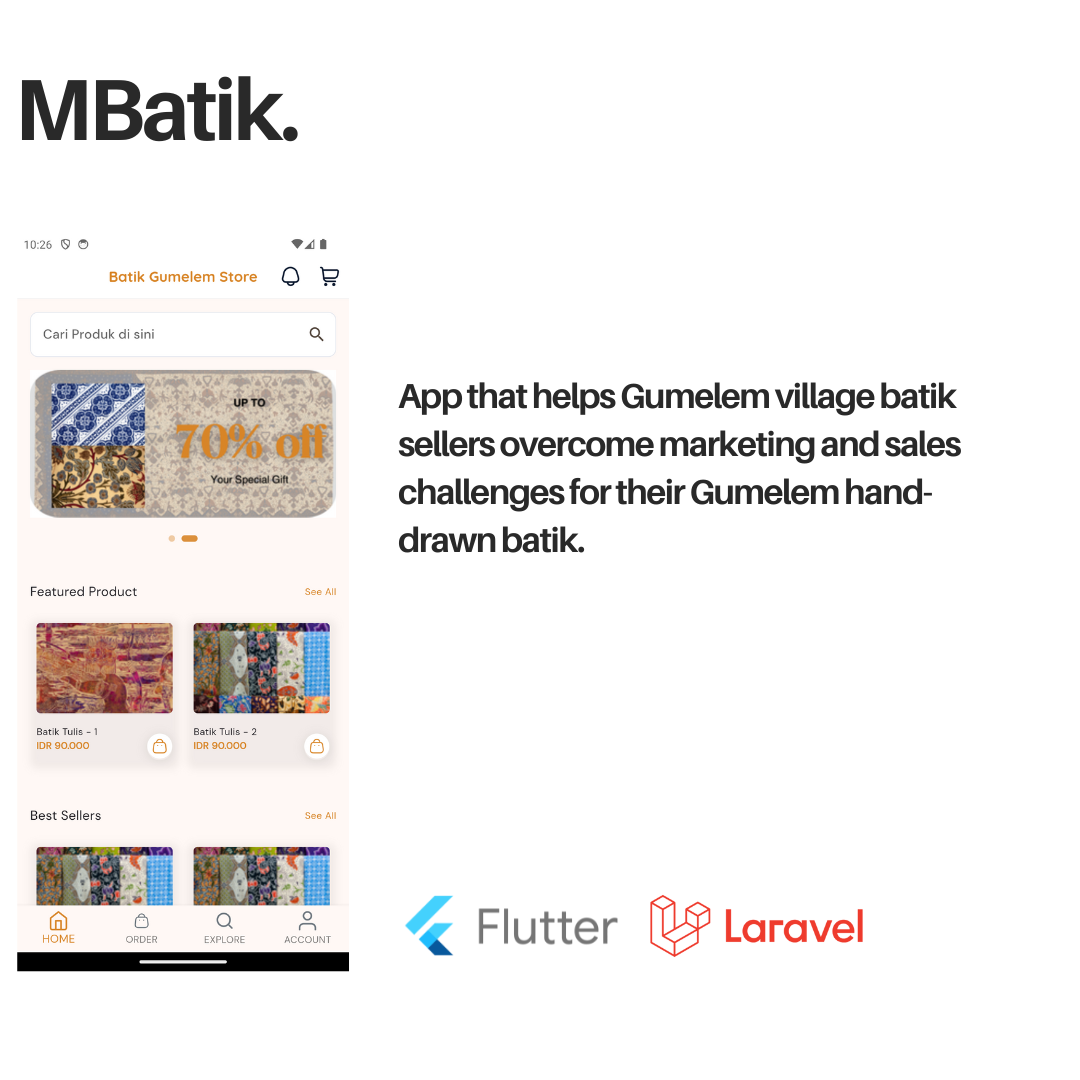 MBatik.
10:26
Batik Gumelem Store
Cari Produk di sini
UP TO
70% off
Your Special Gift
Featured Product See All
Batik Tulis - 1
IDR 90.000
Batik Tulis - 2
IDR 90.000
Best Sellers See All
HOME ORDER EXPLORE ACCOUNT
App that helps Gumelem village batik
sellers overcome marketing and sales
challenges for their Gumelem hand-
drawn batik.
Flutter
Laravel